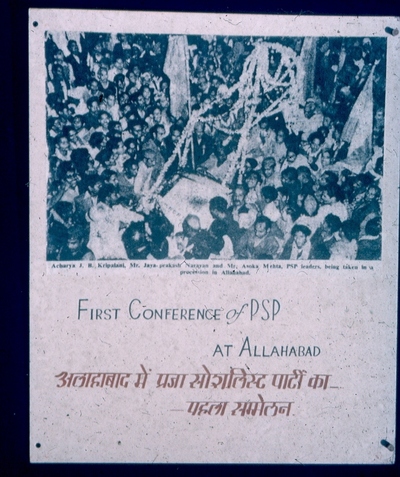 Acharya J. B. Kripalani, Mr. Jaya-prakash Narayan and Mr. Asoka Mehta, PSP leaders, being taken in a
procession in Allahabad.
FIRST CONFERENCE of PSP
AT ALLAHABAD
अलाहाबाद में प्रजा सोशलिस्ट पार्टी का —
— पहला सम्मेलन